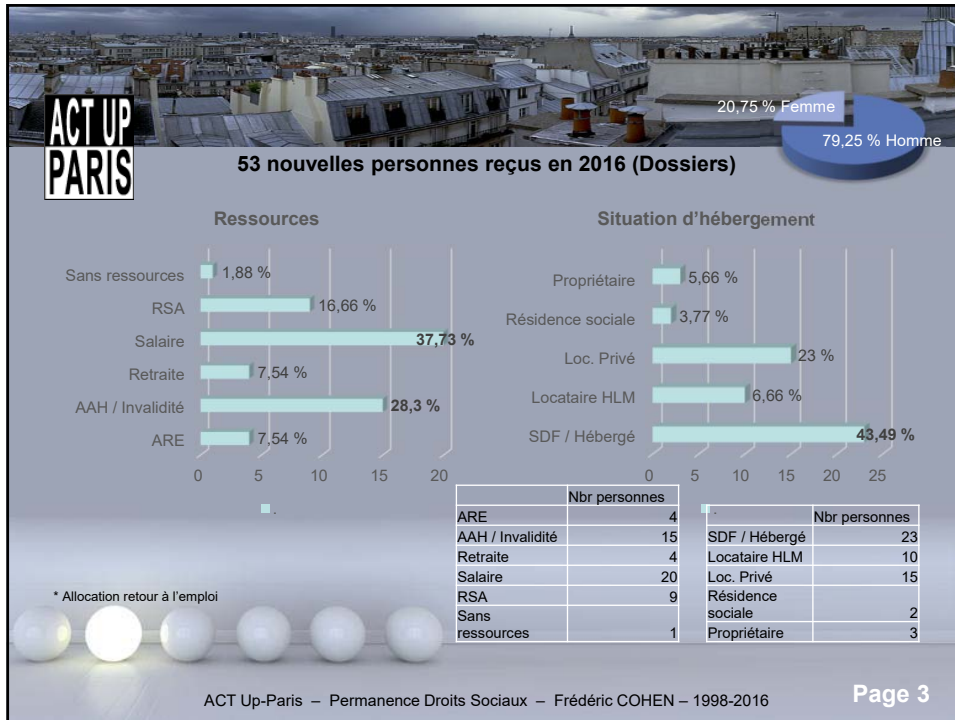 20,75 % Femme
79,25 % Homme
ACT UP
PARIS
53 nouvelles personnes reçus en 2016 (Dossiers)
Ressources
Sans ressources 1,88 %
RSA 16,66 %
Salaire 37,73 %
Retraite 7,54 %
AAH / Invalidité 28,3 %
ARE 7,54 %
0 5 10 15 20
.
Situation d’hébergement
Propriétaire 5,66 %
Résidence sociale 3,77 %
Loc. Privé 23 %
Locataire HLM 6,66 %
SDF / Hébergé 43,49 %
0 5 10 15 20 25
.
Nbr personnes
ARE 4
AAH / Invalidité 15
Retraite 4
Salaire 20
RSA 9
Sans
ressources 1
Nbr personnes
SDF / Hébergé 23
Locataire HLM 10
Loc. Privé 15
Résidence
sociale 2
Propriétaire 3
* Allocation retour à l’emploi
ACT Up-Paris – Permanence Droits Sociaux – Frédéric COHEN – 1998-2016
Page 3